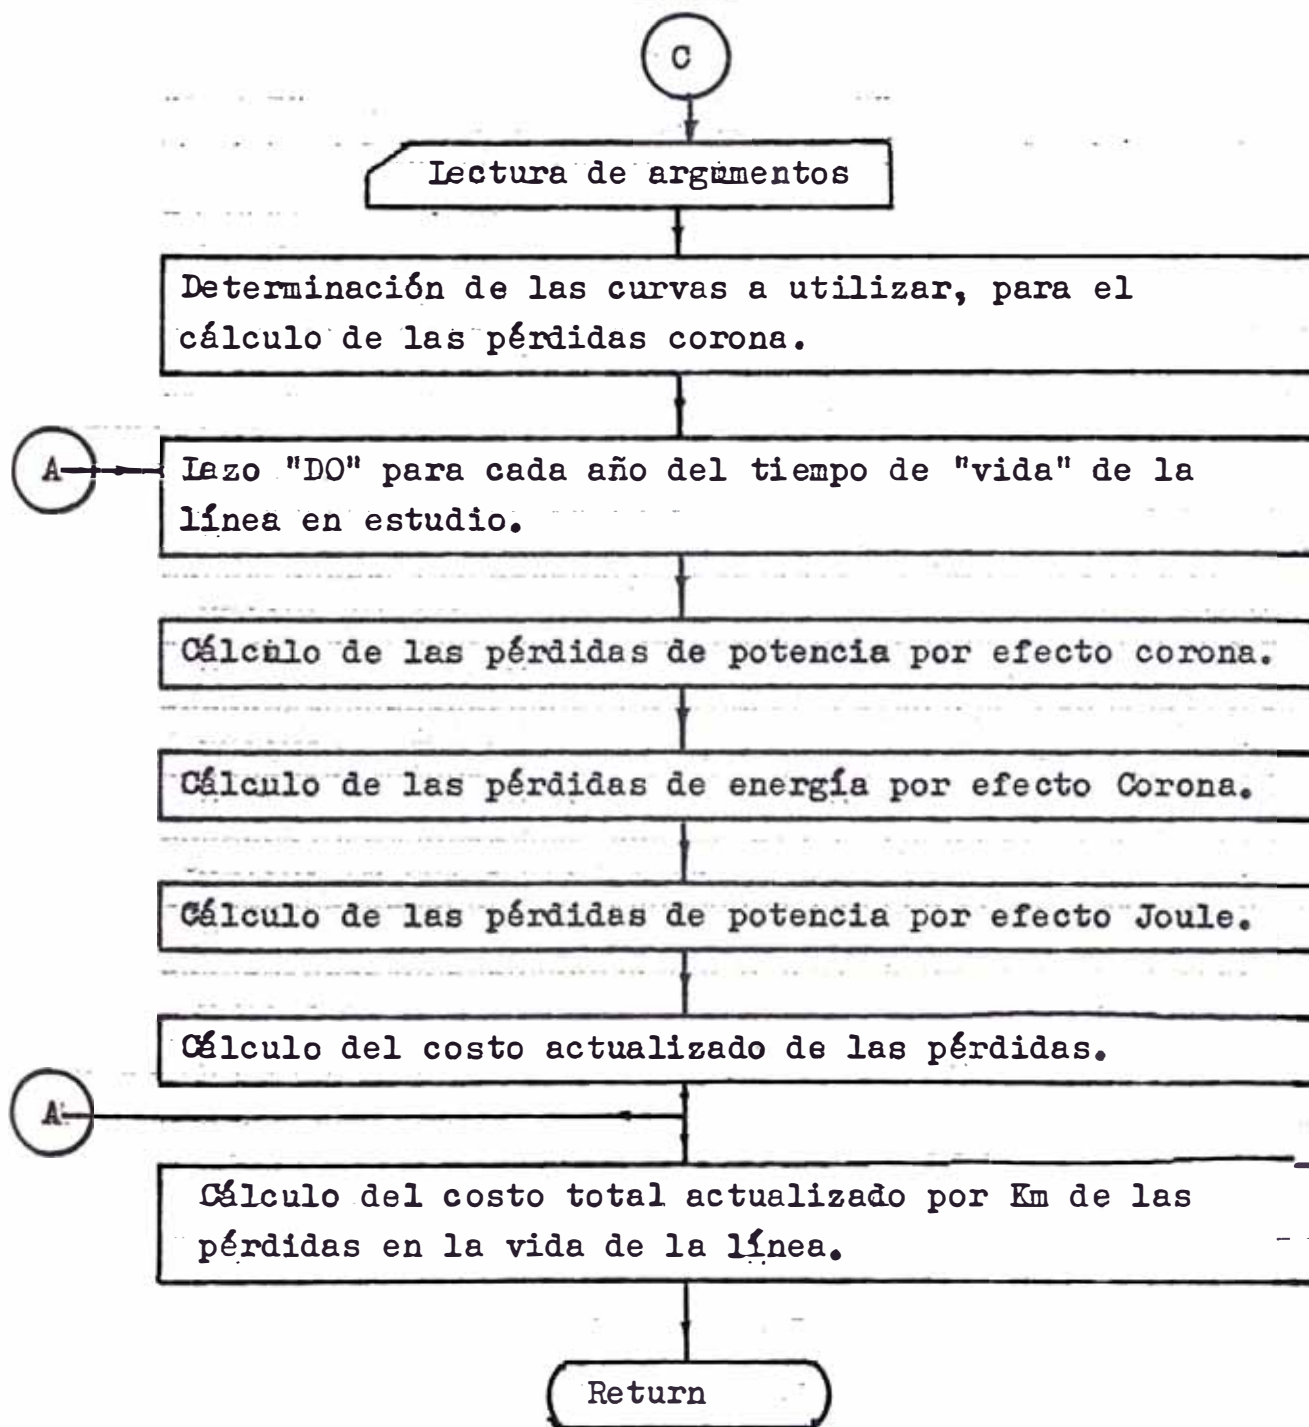 C
Lectura de argumentos
Determinación de las curvas a utilizar, para el
cálculo de las pérdidas corona.
A
Lazo "DO" para cada año del tiempo de "vida" de la
línea en estudio.
Cálculo de las pérdidas de potencia por efecto corona.
Cálculo de las pérdidas de energía por efecto Corona.
Cálculo de las pérdidas de potencia por efecto Joule.
Cálculo del costo actualizado de las pérdidas.
A
Cálculo del costo total actualizado por Km de las
pérdidas en la vida de la línea.
Return